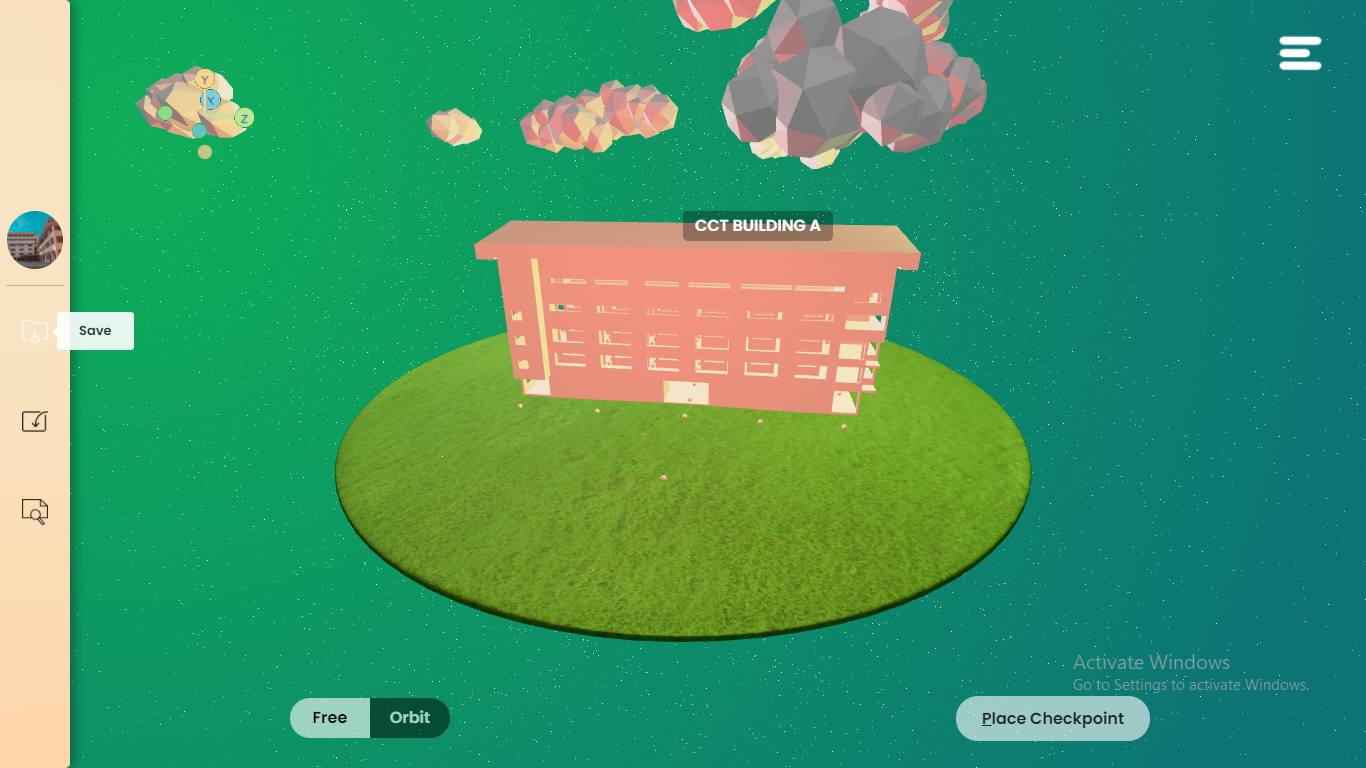 Y
X
Z
CCT BUILDING A
Save
Activate Windows
Go to Settings to activate Windows.
Free
Orbit
Place Checkpoint